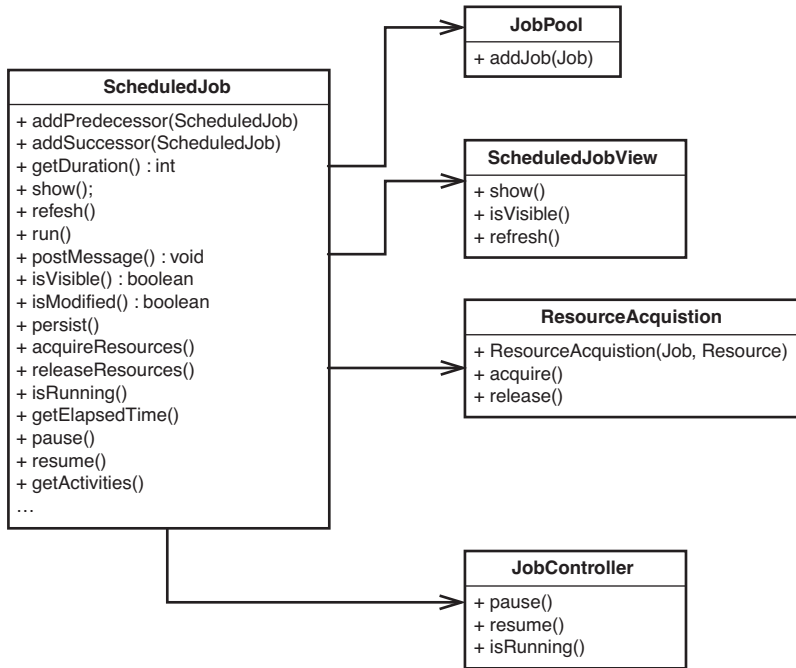 JobPool
+ addJob(Job)
ScheduledJob
+ addPredecessor(ScheduledJob)
+ addSuccessor(ScheduledJob)
+ getDuration() : int
+ show();
+ refesh()
+ run()
+ postMessage() : void
+ isVisible() : boolean
+ isModified() : boolean
+ persist()
+ acquireResources()
+ releaseResources()
+ isRunning()
+ getElapsedTime()
+ pause()
+ resume()
+ getActivities()
...
ScheduledJobView
+ show()
+ isVisible()
+ refresh()
ResourceAcquistion
+ ResourceAcquistion(Job, Resource)
+ acquire()
+ release()
JobController
+ pause()
+ resume()
+ isRunning()